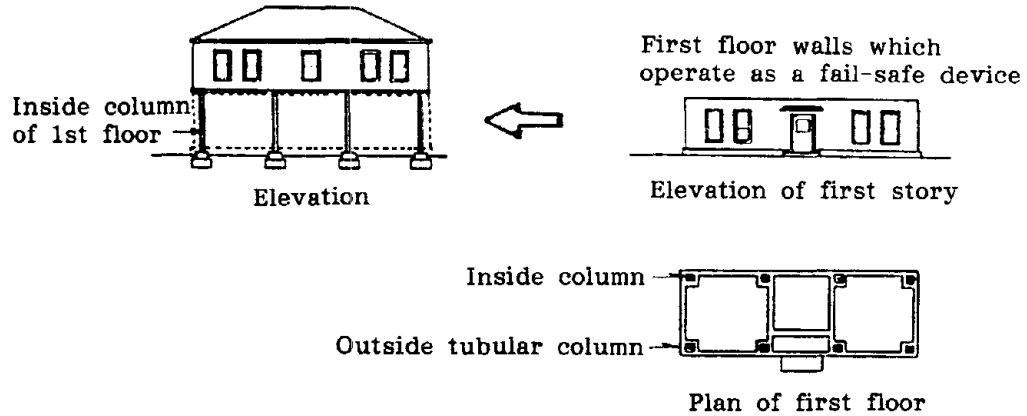 First floor walls which
operate as a fail-safe device
Inside column
of 1st floor
Elevation
Elevation of first story
Inside column
Outside tubular column
Plan of first floor